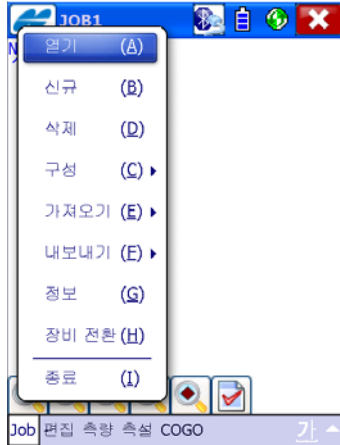 JOB1
열기 (A)
신규 (B)
삭제 (D)
구성 (C)
가져오기 (E)
내보내기 (F)
정보 (G)
장비 전환 (H)
종료 (I)
Job 편집 측량 측설 COGO 가